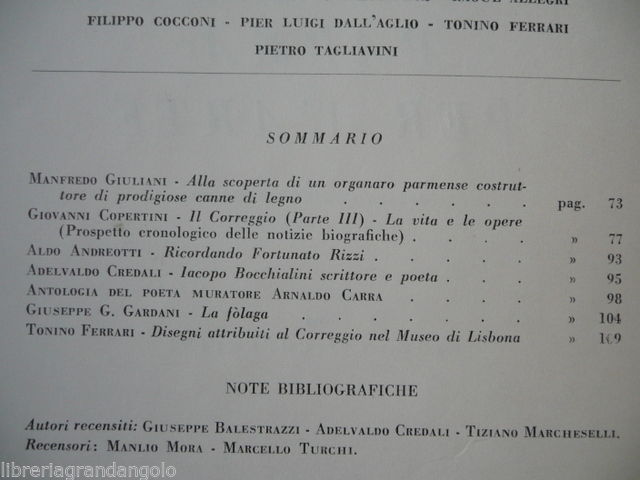 ALLEGRI
FILIPPO COCCONI - PIER LUIGI DALL'AGLIO - TONINO FERRARI
PIETRO TAGLIAVINI
SOMMARIO
MANFREDO GIULIANI - Alla scoperta di un organaro parmense costrut-
tore di prodigiose canne di legno . . . . . . pag. 73
GIOVANNI COPERTINI - Il Correggio (Parte III) - La vita e le opere
(Prospetto cronologico delle notizie biografiche) . . . . » 77
ALDO ANDREOTTI - Ricordando Fortunato Rizzi . . . . . » 93
ADELVALDO CREDALI - Iacopo Bocchialini scrittore e poeta . . . » 95
ANTOLOGIA DEL POETA MURATORE ARNALDO CARRA . . . . » 98
GIUSEPPE G. GARDANI - La fòlaga . . . . . . . » 104
TONINO FERRARI - Disegni attribuiti al Correggio nel Museo di Lisbona » 109
NOTE BIBLIOGRAFICHE
Autori recensiti: GIUSEPPE BALESTRAZZI - ADELVALDO CREDALI - TIZIANO MARCHESELLI.
Recensori: MANLIO MORA - MARCELLO TURCHI.
libreriagrandangolo